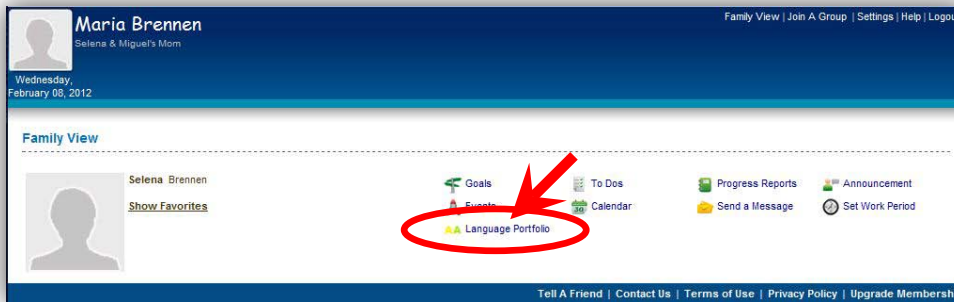 Maria Brennen
Family View | Join A Group | Settings | Help | Logou
Selena & Miguel's Mom
Wednesday,
February 08, 2012
Family View
Selena Brennen
Show Favorites
Goals To Dos Progress Reports Announcement
Events Calendar Send a Message Set Work Period
AA Language Portfolio
Tell A Friend | Contact Us | Terms of Use | Privacy Policy | Upgrade Membersh